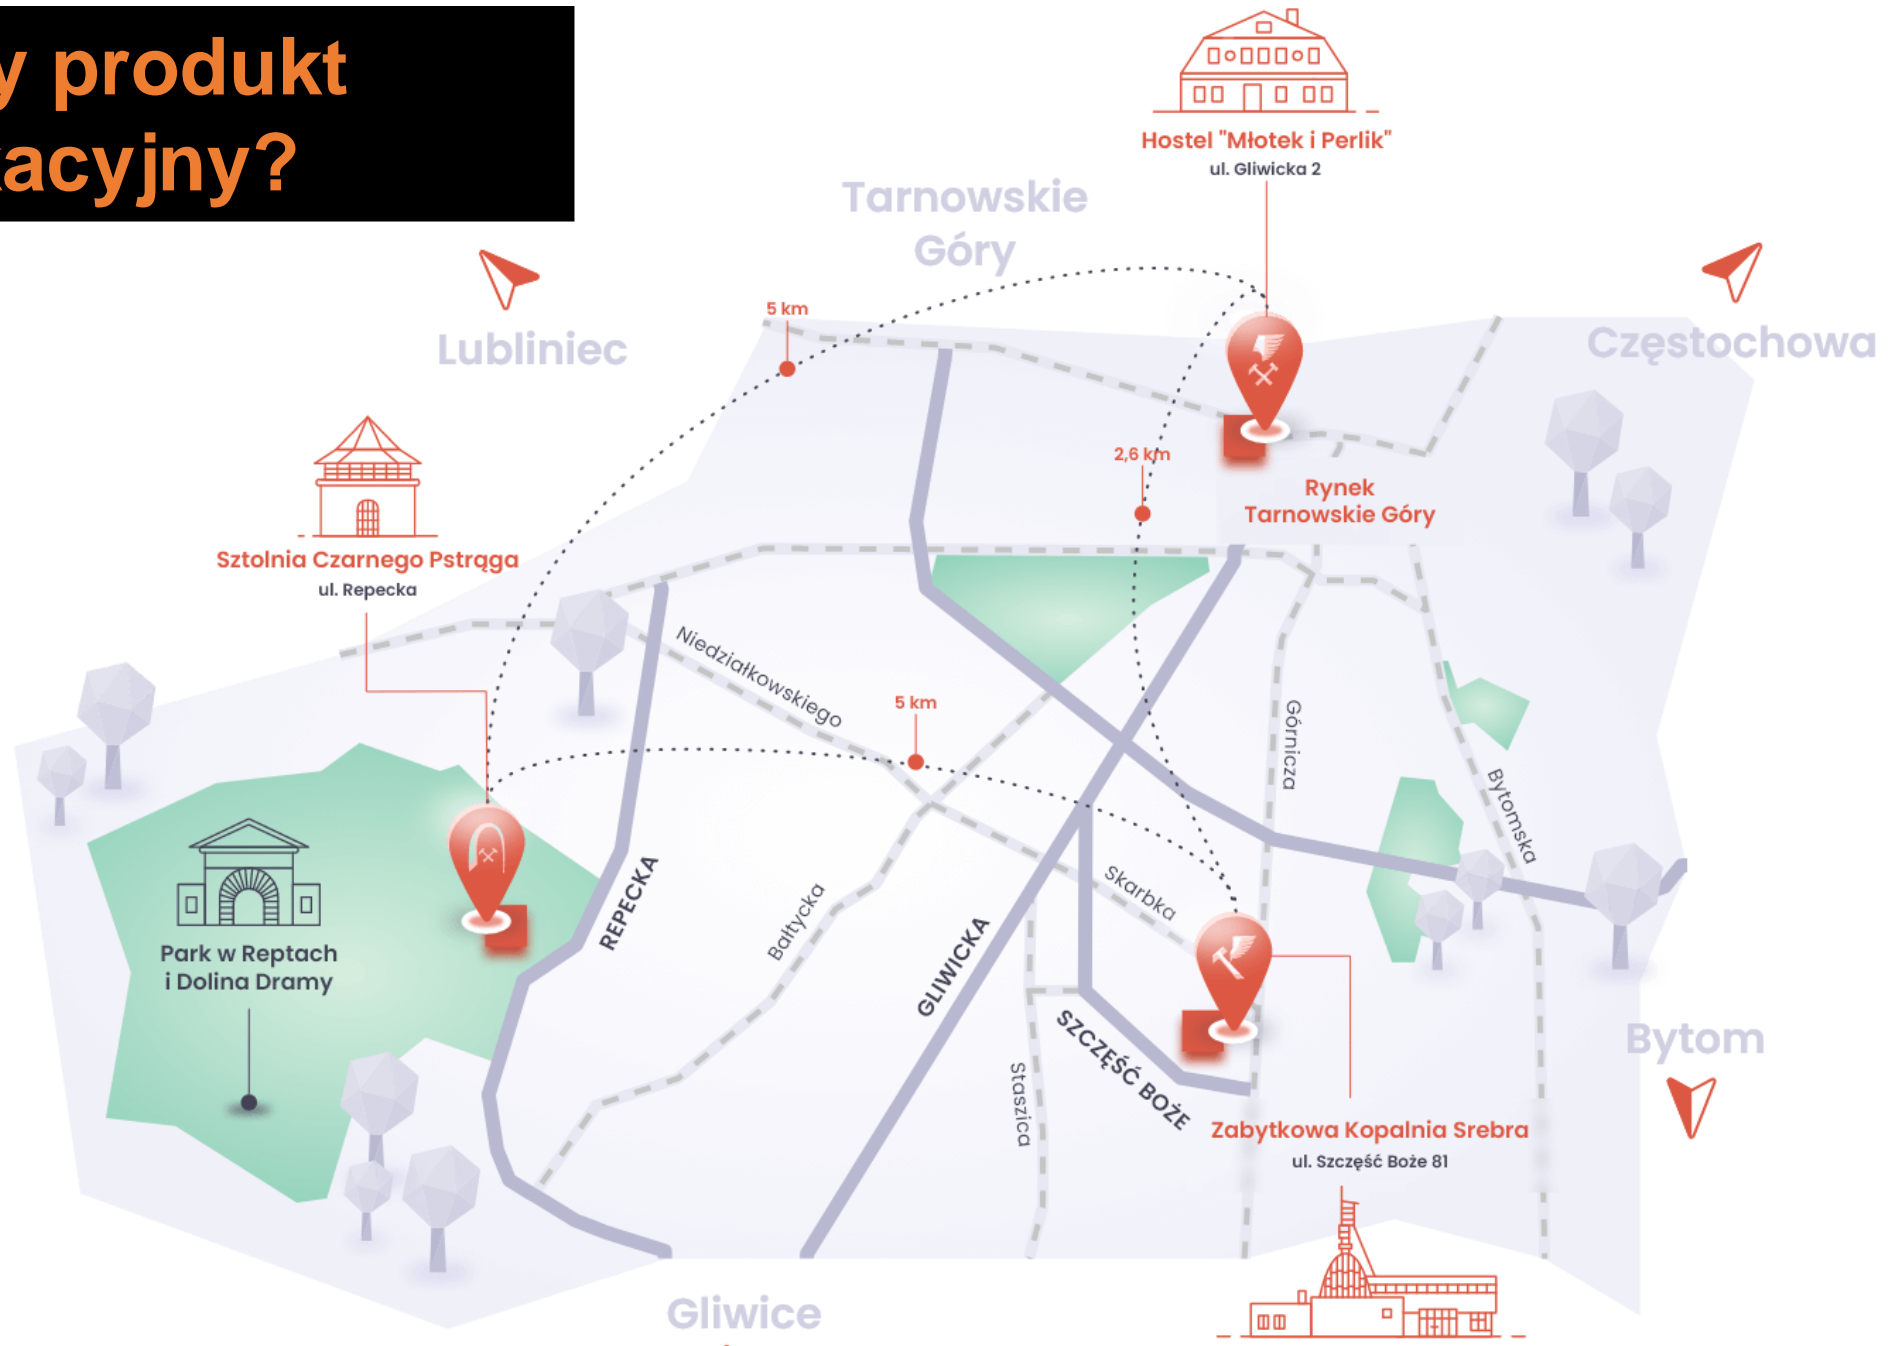 y produkt
acyjny?
Hostel "Młotek i Perlik"
ul. Gliwicka 2
Tarnowskie
Góry
5 km
Lubliniec
Częstochowa
2,6 km
Rynek
Tarnowskie Góry
Sztolnia Czarnego Pstrąga
ul. Repecka
Niedziałkowskiego
5 km
Górnicza
Bytomska
REPECKA
Bałtycka
Skarbka
GLIWICKA
Park w Reptach
i Dolina Dramy
SZCZĘŚĆ BOŻE
Staszica
Bytom
Zabytkowa Kopalnia Srebra
ul. Szczęść Boże 81
Gliwice